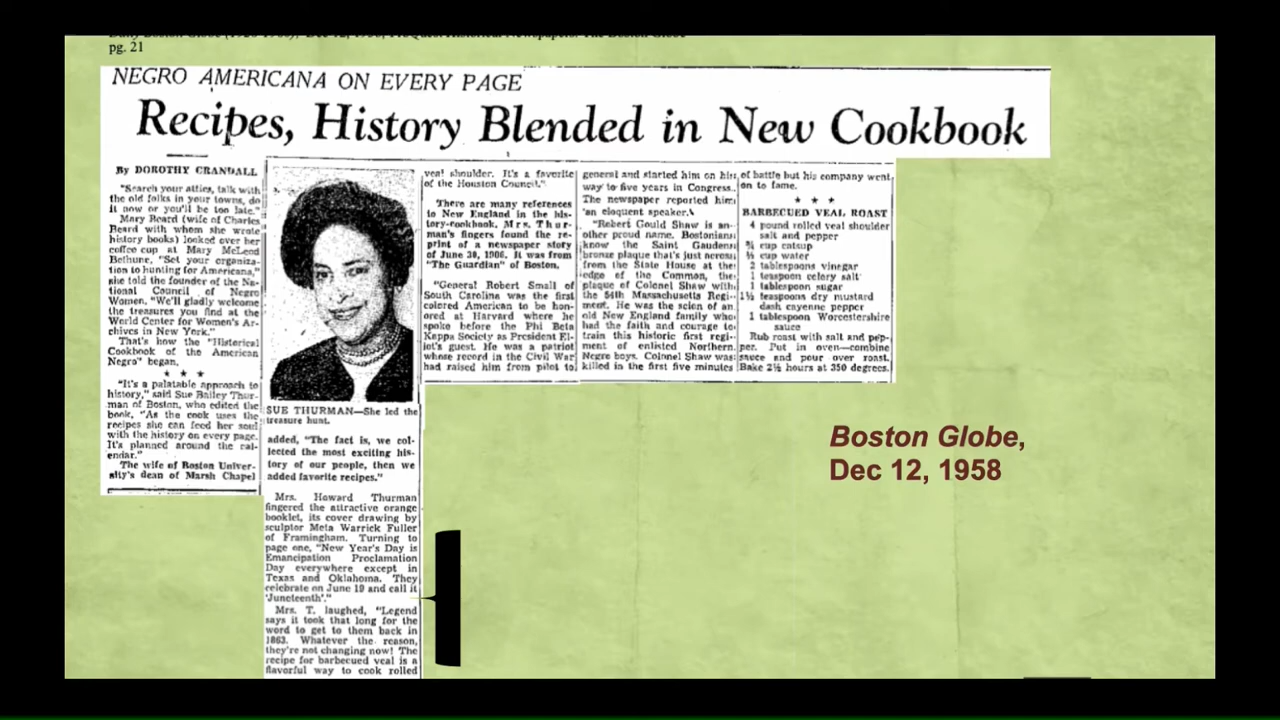 pg. 21
NEGRO AMERICANA ON EVERY PAGE
Recipes, History Blended in New Cookbook
By DOROTHY CRANDALL
"Search your attics, talk with
the old folks in your towns, do
it now or you'll be too late."
Mary Beard (wife of Charles
Beard with whom she wrote
history books) looked over her
coffee cup at Mary McLeod
Bethune, "Set your organiza-
tion to hunting for Americana,"
she told the founder of the Na-
tional Council of Negro
Women. "We'll gladly welcome
the treasures you find at the
World Center for Women's Ar-
chives in New York."
That's how the "Historical
Cookbook of the American
Negro" began.
★ ★ ★
"It's a palatable approach to
history," said Sue Bailey Thur-
man of Boston, who edited the
book, "As the cook uses the
recipes she can feed her soul
with the history on every page.
It's planned around the cal-
endar."
The wife of Boston Univer-
sity's dean of Marsh Chapel
SUE THURMAN—She led the
treasure hunt.
added, "The fact is, we col-
lected the most exciting his-
tory of our people, then we
added favorite recipes."
Mrs. Howard Thurman
fingered the attractive orange
booklet, its cover drawing by
sculptor Meta Warrick Fuller
of Framingham. Turning to
page one, "New Year's Day is
Emancipation Proclamation
Day everywhere except in
Texas and Oklahoma. They
celebrate on June 19 and call it
'Juneteenth'."
Mrs. T. laughed, "Legend
says it took that long for the
word to get to them back in
1863. Whatever the reason,
they're not changing now! The
recipe for barbecued veal is a
flavorful way to cook rolled
veal shoulder. It's a favorite
of the Houston Council."
There are many references
to New England in the his-
tory-cookbook. Mrs. Thur-
man's fingers found the re-
print of a newspaper story
of June 30, 1906. It was from
"The Guardian" of Boston.
"General Robert Small of
South Carolina was the first
colored American to be hon-
ored at Harvard where he
spoke before the Phi Beta
Kappa Society as President El-
iot's guest. He was a patriot
whose record in the Civil War
had raised him from pilot to
general and started him on his
way to five years in Congress.
The newspaper reported him
'an eloquent speaker.'
"Robert Gould Shaw is an-
other proud name. Bostonians
know the Saint Gaudens
bronze plaque that's just across
from the State House at the
edge of the Common, the
plaque of Colonel Shaw with
the 54th Massachusetts Regi-
ment. He was the scion of an
old New England family who
had the faith and courage to
train this historic first regi-
ment of enlisted Northern
Negro boys. Colonel Shaw was
killed in the first five minutes
of battle but his company went
on to fame.
★ ★ ★
BARBECUED VEAL ROAST
4 pound rolled veal shoulder
salt and pepper
¾ cup catsup
cup water
2 tablespoons vinegar
1 teaspoon celery salt
1 tablespoon sugar
1½ teaspoons dry mustard
dash cayenne pepper
1 tablespoon Worcestershire
sauce
Rub roast with salt and pep-
per. Put in oven—combine
sauce and pour over roast.
Bake 2½ hours at 350 degrees.
Boston Globe,
Dec 12, 1958